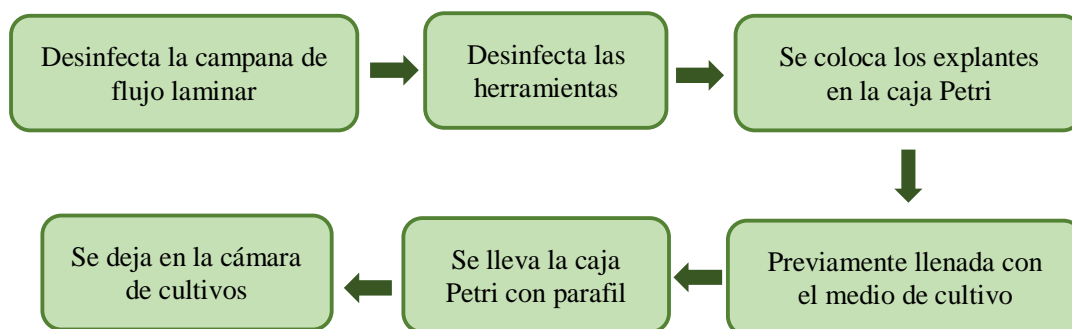 Desinfecta la campana de
flujo laminar
Desinfecta las
herramientas
Se coloca los explantes
en la caja Petri
Previamente llenada con
el medio de cultivo
Se lleva la caja
Petri con parafil
Se deja en la cámara
de cultivos